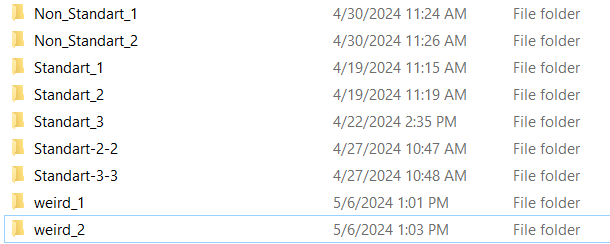 Non_Standart_1 4/30/2024 11:24 AM File folder
Non_Standart_2 4/30/2024 11:26 AM File folder
Standart_1 4/19/2024 11:15 AM File folder
Standart_2 4/19/2024 11:19 AM File folder
Standart_3 4/22/2024 2:35 PM File folder
Standart-2-2 4/27/2024 10:47 AM File folder
Standart-3-3 4/27/2024 10:48 AM File folder
weird_1 5/6/2024 1:01 PM File folder
weird_2 5/6/2024 1:03 PM File folder